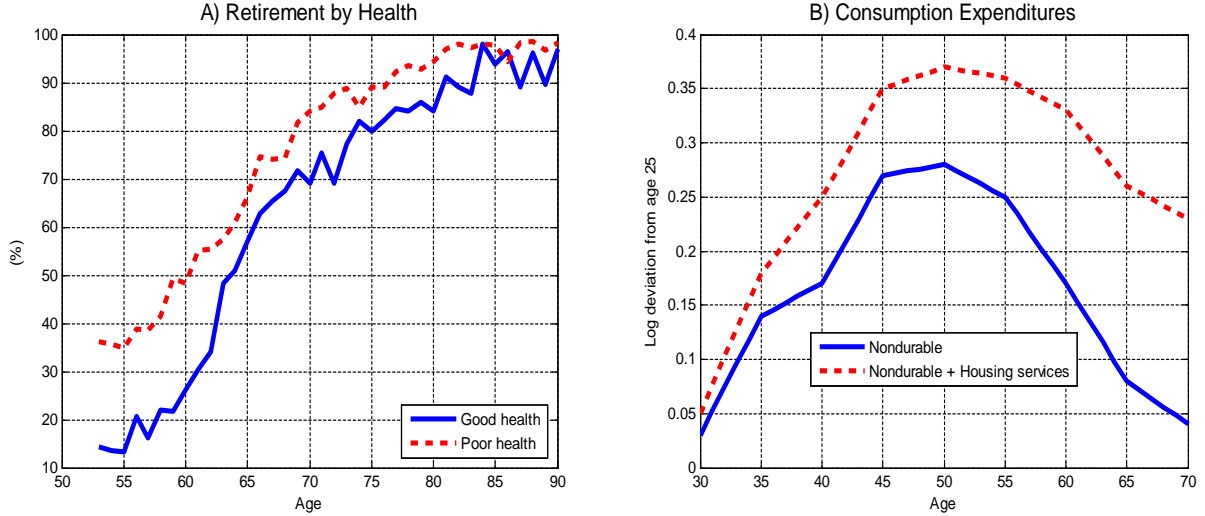 A) Retirement by Health
100
90
80
70
60
50
40
30
20
10
(%)
50 55 60 65 70 75 80 85 90
Age
Good health
Poor health
B) Consumption Expenditures
0.4
0.35
0.3
0.25
0.2
0.15
0.1
0.05
0
Log deviation from age 25
30 35 40 45 50 55 60 65 70
Age
Nondurable
Nondurable + Housing services